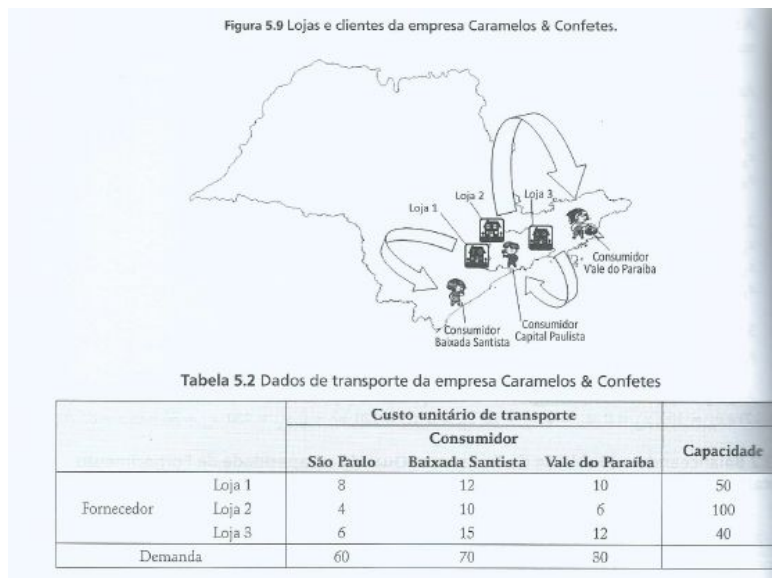 Figura 5.9 Lojas e clientes da empresa Caramelos & Confetes.
Loja 1
Loja 2
Loja 3
Consumidor
Vale do Paraíba
Consumidor
Baixada Santista
Consumidor
Capital Paulista
Tabela 5.2 Dados de transporte da empresa Caramelos & Confetes
Custo unitário de transporte
Consumidor
São Paulo Baixada Santista Vale do Paraíba Capacidade
Loja 1 8 12 10 50
Fornecedor Loja 2 4 10 6 100
Loja 3 6 15 12 40
Demanda 60 70 30